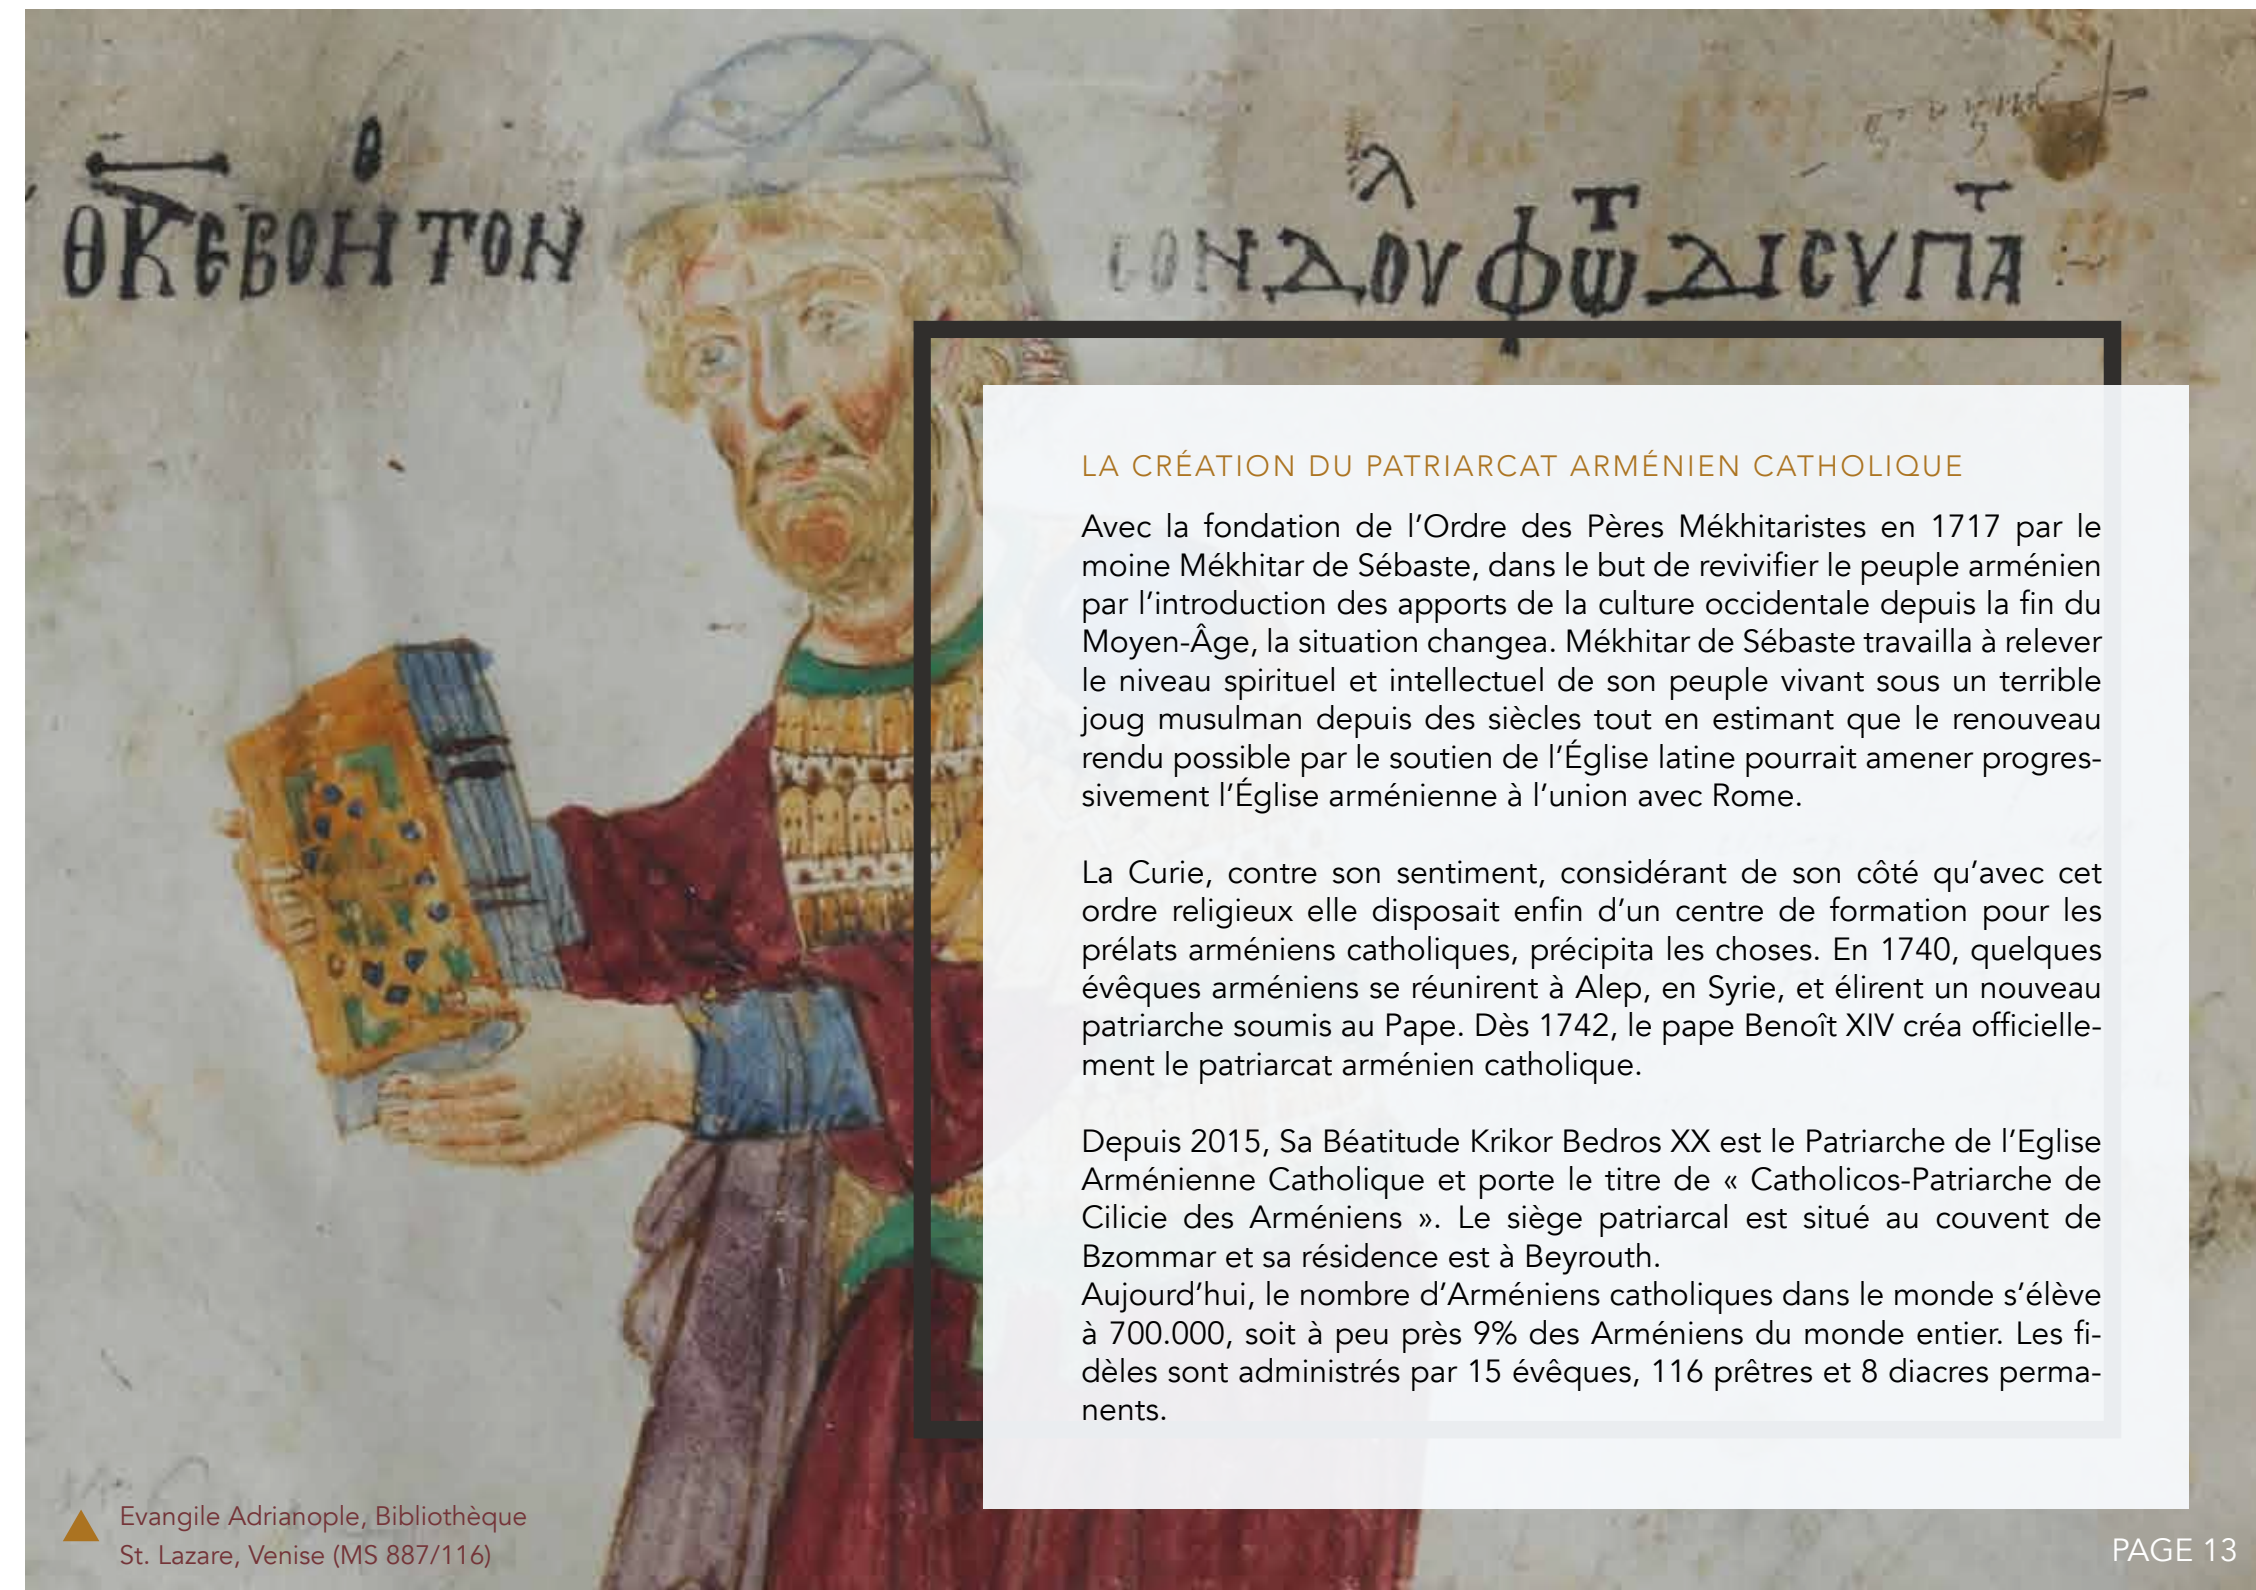 ΘΚΕ ΒΟΗΘ ΤΟΝ
ΣΟΝ ΔΟΥΛ
LA CRÉATION DU PATRIARCAT ARMÉNIEN CATHOLIQUE
Avec la fondation de l’Ordre des Pères Mékhitaristes en 1717 par le
moine Mékhitar de Sébaste, dans le but de revivifier le peuple arménien
par l’introduction des apports de la culture occidentale depuis la fin du
Moyen-Âge, la situation changea. Mékhitar de Sébaste travailla à relever
le niveau spirituel et intellectuel de son peuple vivant sous un terrible
joug musulman depuis des siècles tout en estimant que le renouveau
rendu possible par le soutien de l’Église latine pourrait amener progres-
sivement l’Église arménienne à l’union avec Rome.
La Curie, contre son sentiment, considérant de son côté qu’avec cet
ordre religieux elle disposait enfin d’un centre de formation pour les
prélats arméniens catholiques, précipita les choses. En 1740, quelques
évêques arméniens se réunirent à Alep, en Syrie, et élirent un nouveau
patriarche soumis au Pape. Dès 1742, le pape Benoît XIV créa officielle-
ment le patriarcat arménien catholique.
Depuis 2015, Sa Béatitude Krikor Bedros XX est le Patriarche de l’Eglise
Arménienne Catholique et porte le titre de « Catholicos-Patriarche de
Cilicie des Arméniens ». Le siège patriarcal est situé au couvent de
Bzommar et sa résidence est à Beyrouth.
Aujourd’hui, le nombre d’Arméniens catholiques dans le monde s’élève
à 700.000, soit à peu près 9% des Arméniens du monde entier. Les fi-
dèles sont administrés par 15 évêques, 116 prêtres et 8 diacres perma-
nents.
Evangile Adrianople, Bibliothèque
St. Lazare, Venise (MS 887/116)
PAGE 13